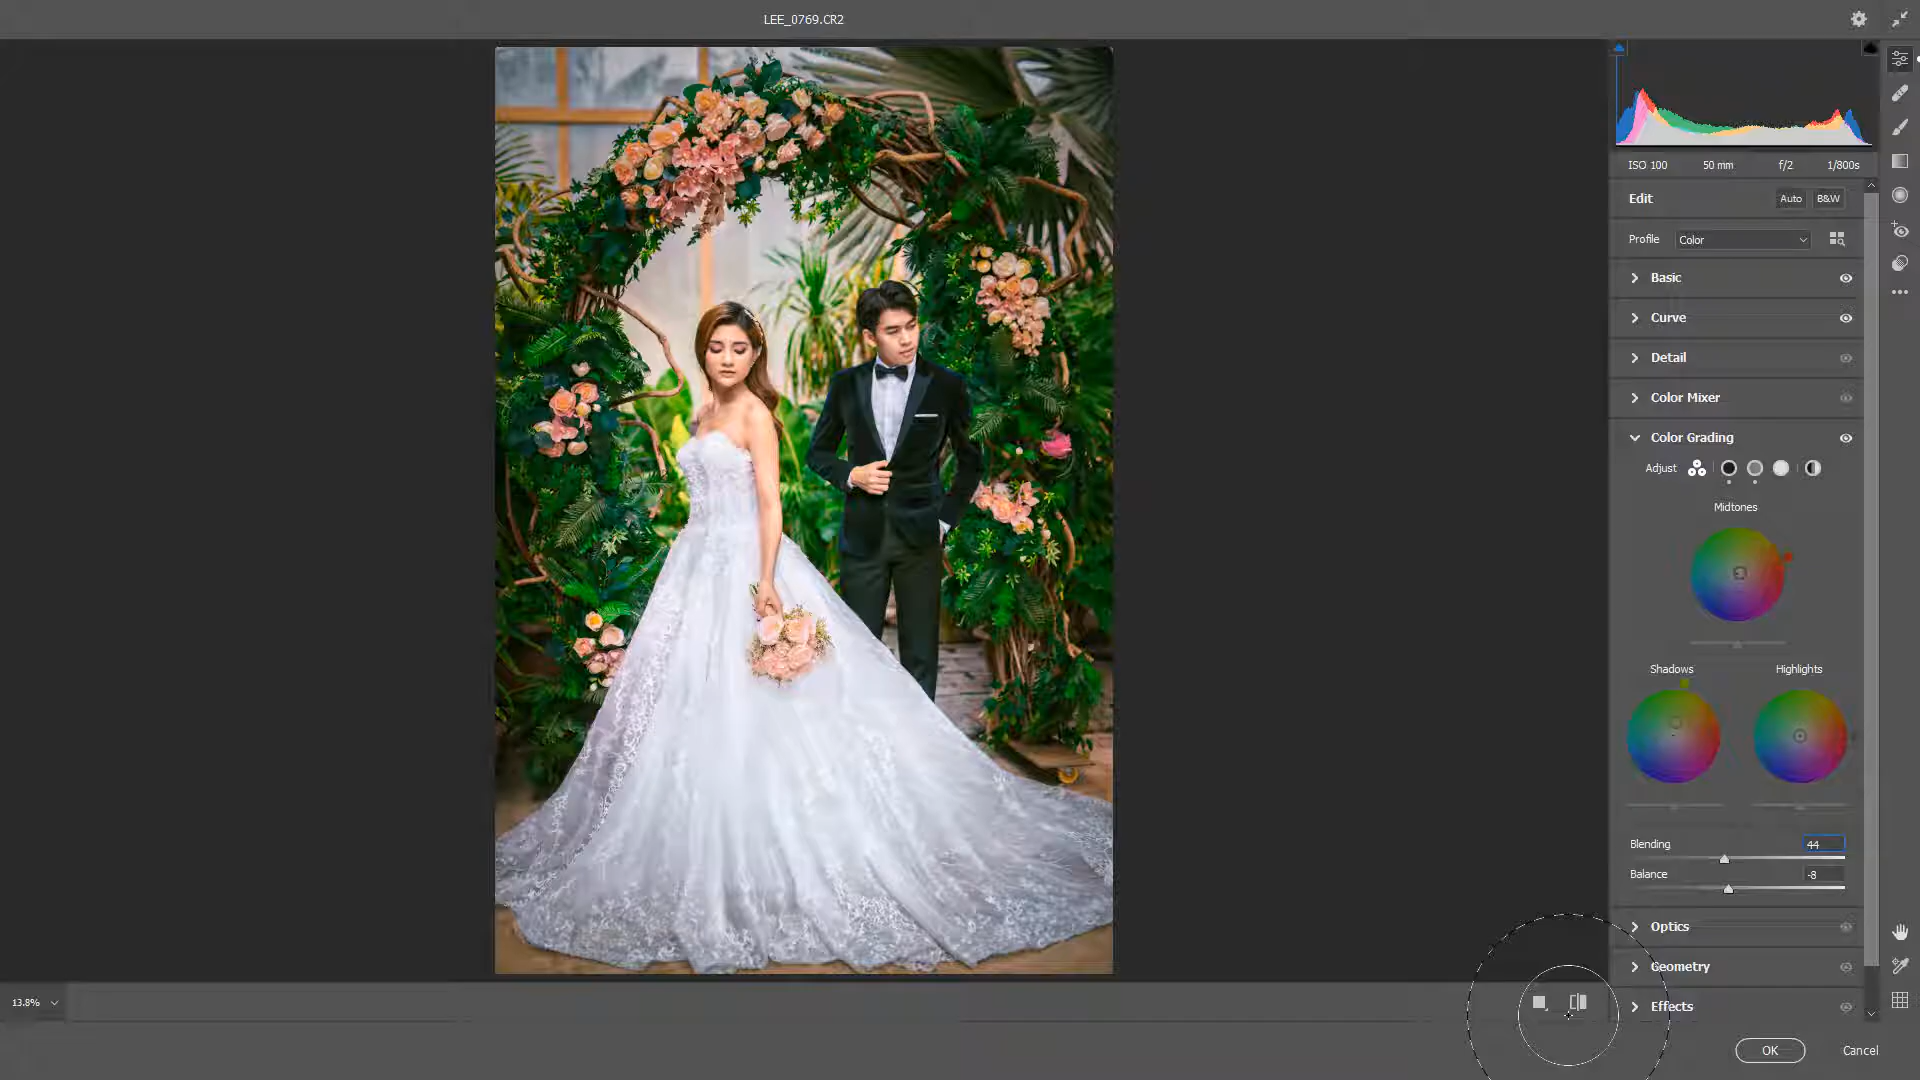 LEE_0769.CR2
ISO 100 50 mm f/2 1/800s
Edit Auto B&W
Profile Color
Basic
Curve
Detail
Color Mixer
Color Grading
Adjust
Midtones
Shadows Highlights
Blending 44
Balance -8
Optics
Geometry
13.8%
Effects
OK Cancel